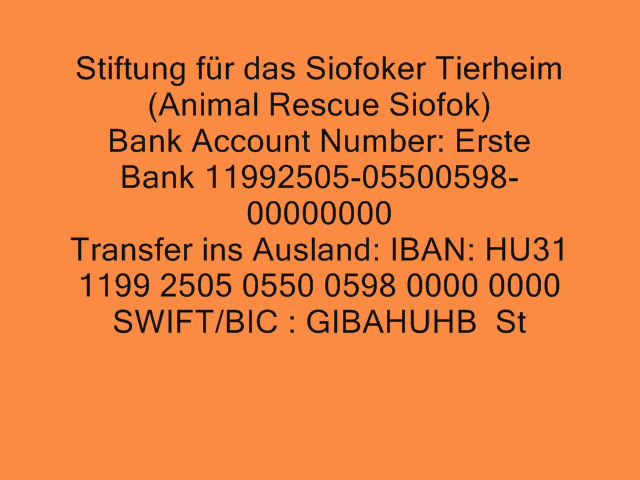 Stiftung für das Siofoker Tierheim
(Animal Rescue Siofok)
Bank Account Number: Erste
Bank 11992505-05500598-
00000000
Transfer ins Ausland: IBAN: HU31
1199 2505 0550 0598 0000 0000
SWIFT/BIC : GIBAHUHB  St